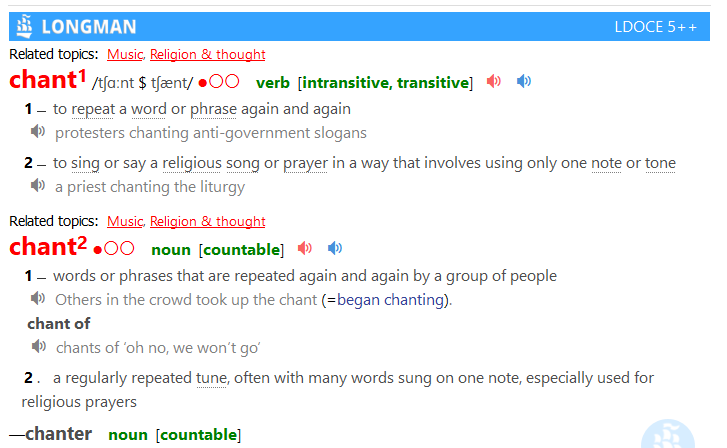 LONGMAN LDOCE 5++
Related topics: Music, Religion & thought
chant1 /tʃɑːnt $ tʃænt/ ●○○ verb [intransitive, transitive]
1 – to repeat a word or phrase again and again
protesters chanting anti-government slogans
2 – to sing or say a religious song or prayer in a way that involves using only one note or tone
a priest chanting the liturgy
Related topics: Music, Religion & thought
chant2 ●○○ noun [countable]
1 – words or phrases that are repeated again and again by a group of people
Others in the crowd took up the chant (=began chanting).
chant of
chants of ‘oh no, we won’t go’
2 . a regularly repeated tune, often with many words sung on one note, especially used for
religious prayers
—chanter noun [countable]